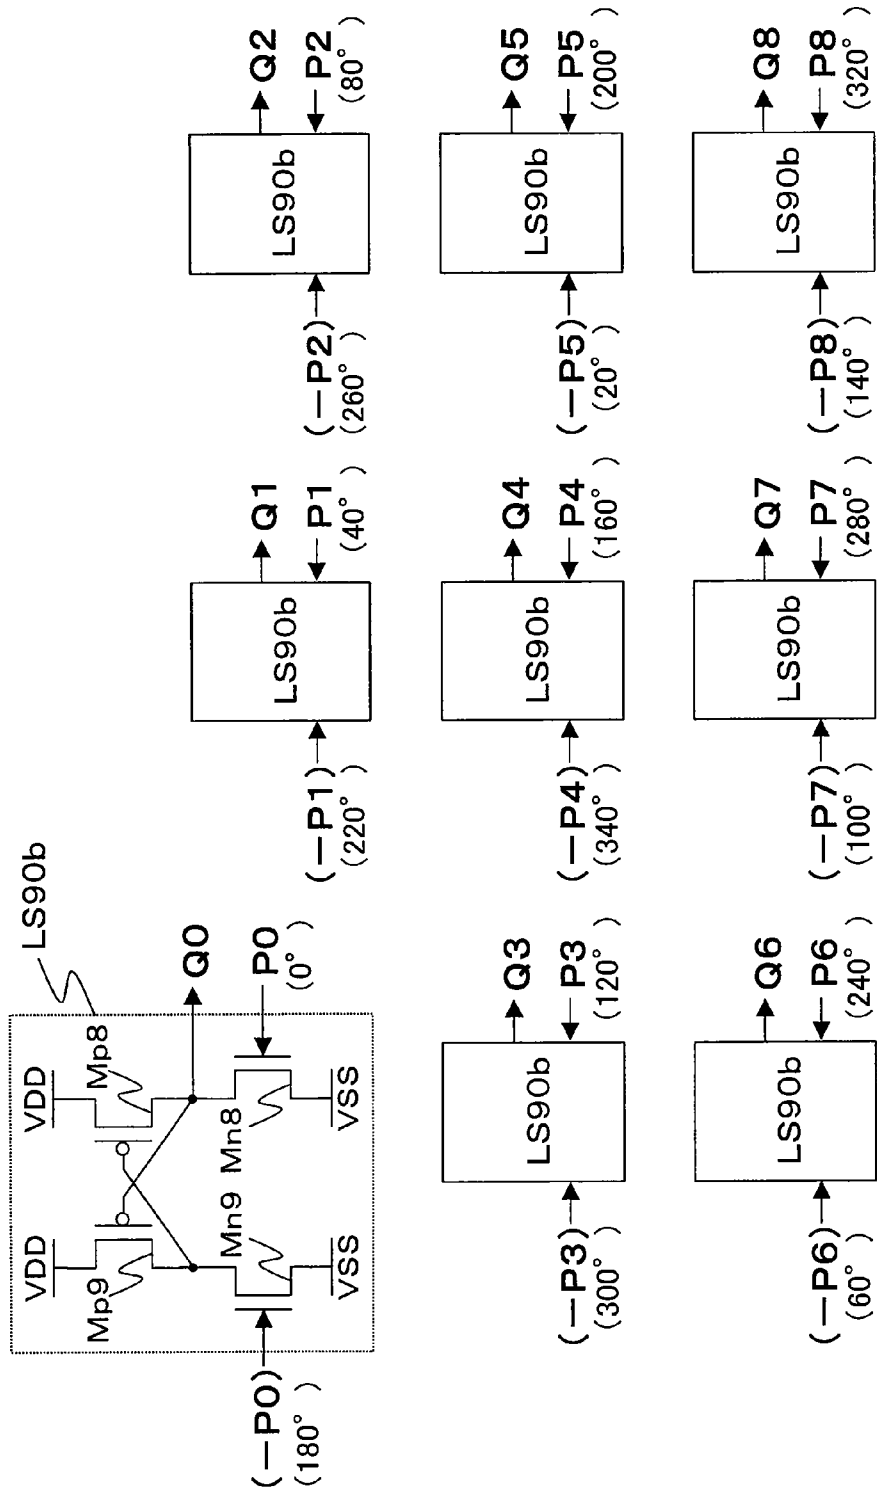 LS90b
VDD
VDD
Mp9
Mp8
Q0
Mn9
Mn8
(−P0)
(180°)
P0
(0°)
VSS
VSS
Q1
LS90b
(−P1)
(220°)
P1
(40°)
Q2
LS90b
(−P2)
(260°)
P2
(80°)
Q3
LS90b
(−P3)
(300°)
P3
(120°)
Q4
LS90b
(−P4)
(340°)
P4
(160°)
Q5
LS90b
(−P5)
(20°)
P5
(200°)
Q6
LS90b
(−P6)
(60°)
P6
(240°)
Q7
LS90b
(−P7)
(100°)
P7
(280°)
Q8
LS90b
(−P8)
(140°)
P8
(320°)